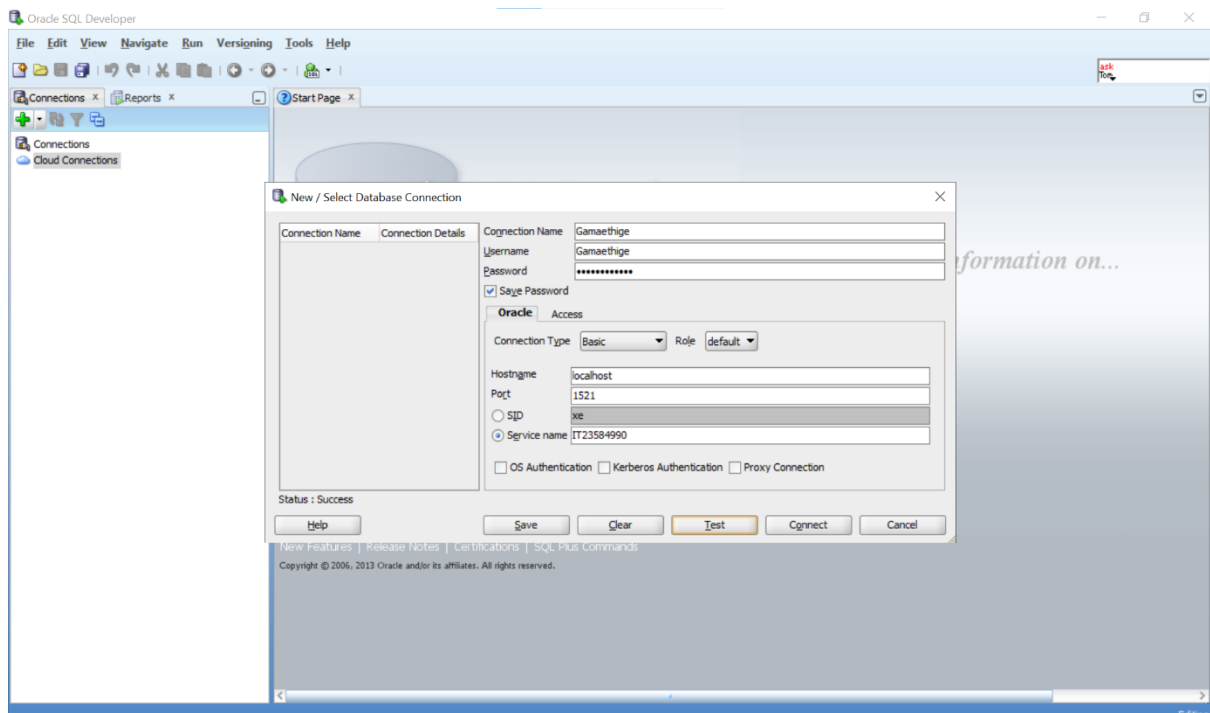 Oracle SQL Developer
File Edit View Navigate Run Versioning Tools Help
ask
Tom
Connections Reports Start Page
Connections
Cloud Connections
New / Select Database Connection
Connection Name Connection Details
Connection Name Gamaethige
Username Gamaethige
Password ••••••••••••
Save Password
Oracle Access
Connection Type Basic Role default
Hostname localhost
Port 1521
SID xe
Service name IT23584990
OS Authentication Kerberos Authentication Proxy Connection
Status : Success
Help Save Clear Test Connect Cancel
formation on...
New Features | Release Notes | Certifications | SQL Plus Commands
Copyright © 2006, 2013 Oracle and/or its affiliates. All rights reserved.